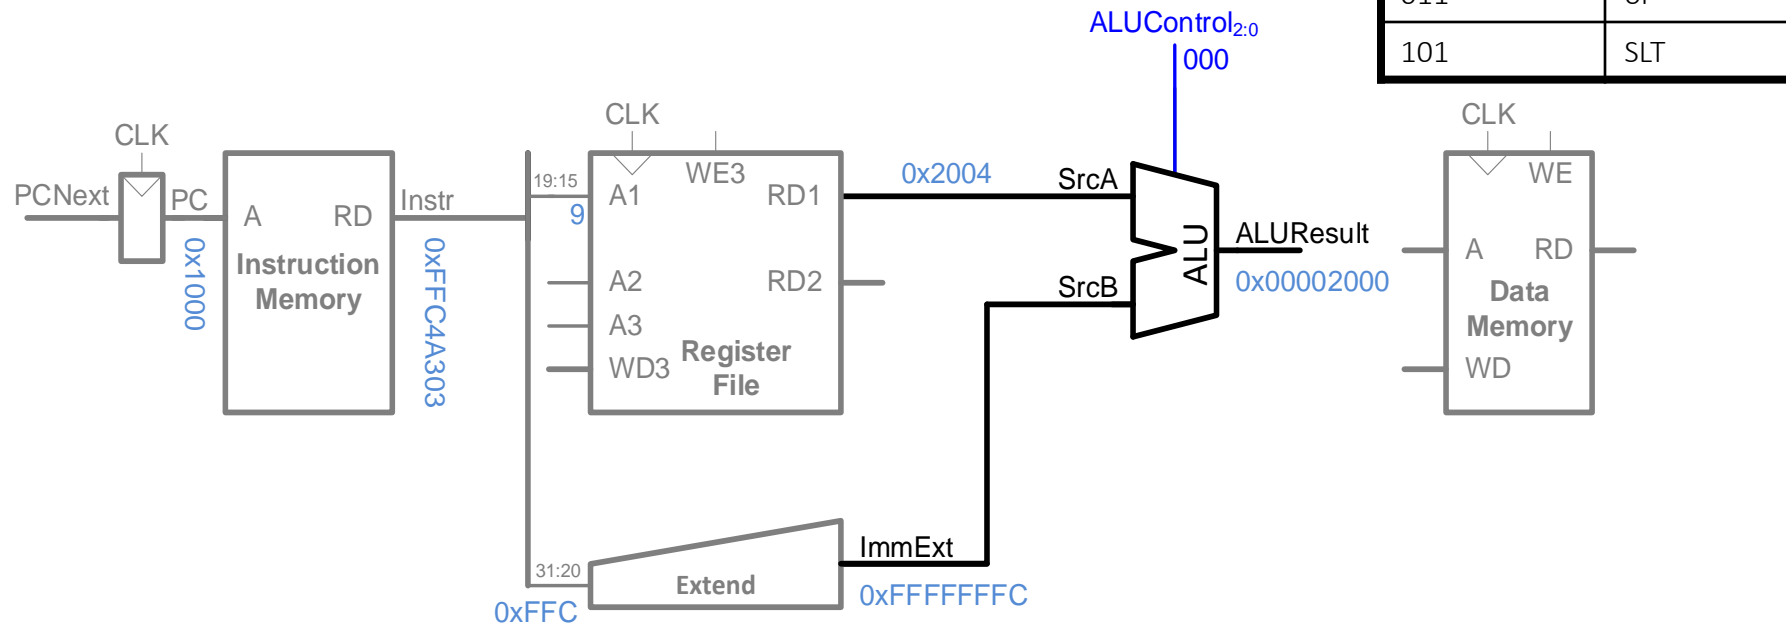 ALUControl2:0
000
101 SLT
CLK
CLK
CLK
PCNext
PC
A
RD
Instruction
Memory
0x1000
Instr
0xFFC4A303
19:15
9
A1
WE3
RD1
A2
RD2
A3
WD3
Register
File
0x2004
SrcA
SrcB
ALU
ALUResult
0x00002000
WE
A
RD
Data
Memory
WD
31:20
0xFFC
Extend
ImmExt
0xFFFFFFFC